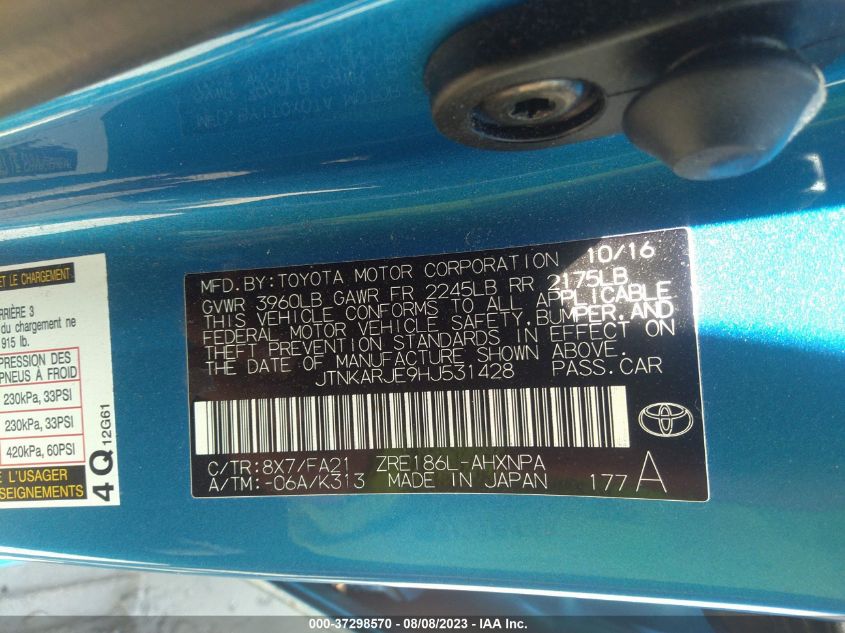 MFD. BY: TOYOTA MOTOR CORPORATION 10/16
GVWR 3960LB GAWR FR 2245LB RR 2175LB
THIS VEHICLE CONFORMS TO ALL APPLICABLE
FEDERAL MOTOR VEHICLE SAFETY, BUMPER, AND
THEFT PREVENTION STANDARDS IN EFFECT ON
THE DATE OF MANUFACTURE SHOWN ABOVE.
JTNKARJE9HJ531428 PASS. CAR
C/TR: 8X7/FA21 ZRE186L-AHXNPA
A/TM: -06A/K313 MADE IN JAPAN 177 A
ET LE CHARGEMENT
3
du chargement ne
915 lb.
PRESSION DES
PNEUS À FROID
230kPa, 33PSI
230kPa, 33PSI
420kPa, 60PSI
L'USAGER
4Q 12G61
000-37298570 - 08/08/2023 - IAA Inc.